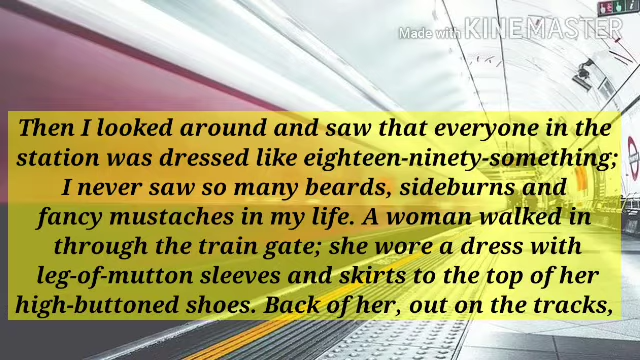 Made with KINEMASTER
Then I looked around and saw that everyone in the
station was dressed like eighteen-ninety-something;
I never saw so many beards, sideburns and
fancy mustaches in my life. A woman walked in
through the train gate; she wore a dress with
leg-of-mutton sleeves and skirts to the top of her
high-buttoned shoes. Back of her, out on the tracks,